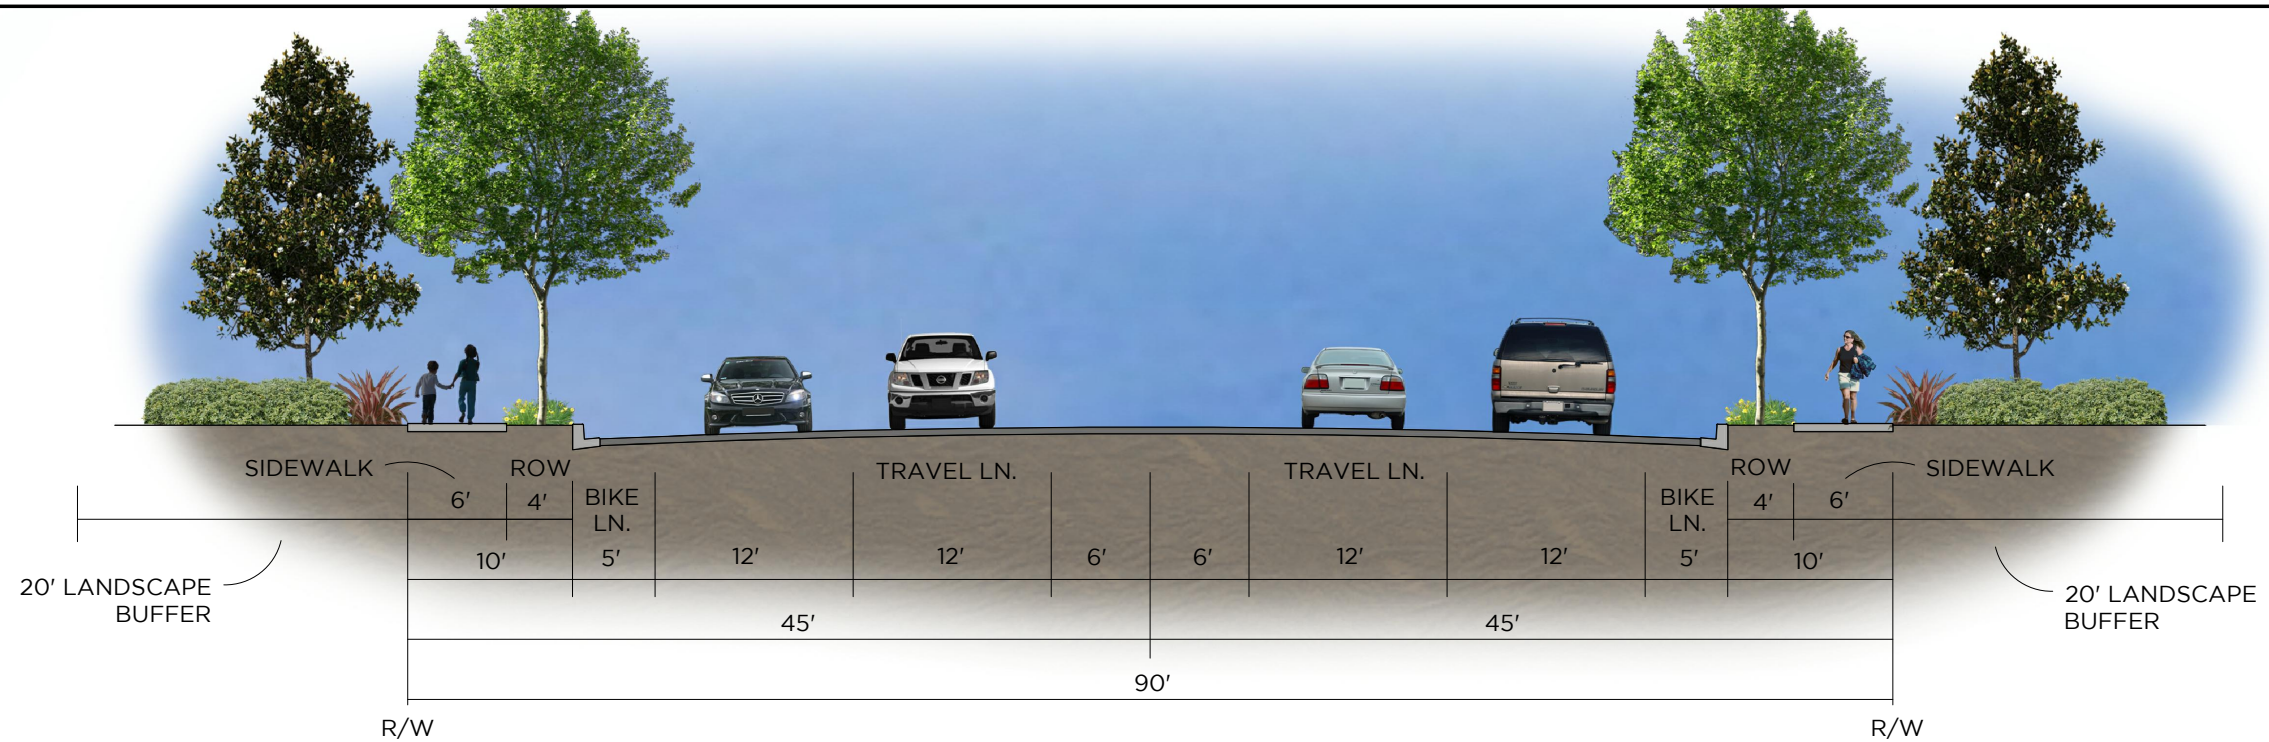 SIDEWALK
ROW
TRAVEL LN.
TRAVEL LN.
ROW
SIDEWALK
6'
4'
BIKE
LN.
BIKE
LN.
4'
6'
10'
5'
12'
12'
6'
6'
12'
12'
5'
10'
20' LANDSCAPE
BUFFER
20' LANDSCAPE
BUFFER
45'
45'
90'
R/W
R/W